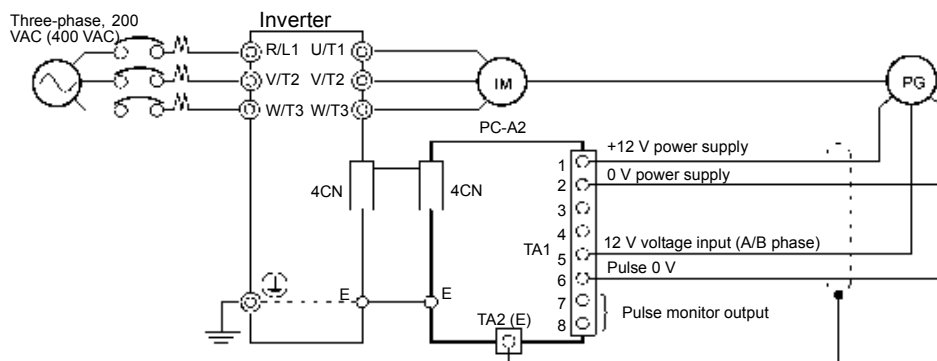 Three-phase, 200
VAC (400 VAC)
Inverter
R/L1 U/T1
V/T2 V/T2
W/T3 W/T3
IM
PG
PC-A2
4CN
4CN
TA1
1 +12 V power supply
2 0 V power supply
3
4
5 12 V voltage input (A/B phase)
6 Pulse 0 V
7
8
Pulse monitor output
E
E
TA2 (E)